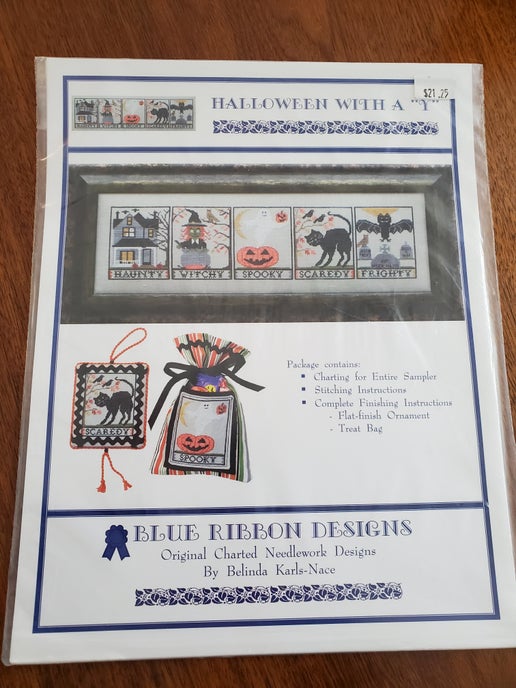 $21.25
HALLOWEEN WITH A "Y"
HAUNTY WITCHY SPOOKY SCAREDY FRIGHTY
Package contains:
▪ Charting for Entire Sampler
▪ Stitching Instructions
▪ Complete Finishing Instructions
- Flat-finish Ornament
- Treat Bag
SCAREDY
SPOOKY
BLUE RIBBON DESIGNS
Original Charted Needlework Designs
By Belinda Karls-Nace